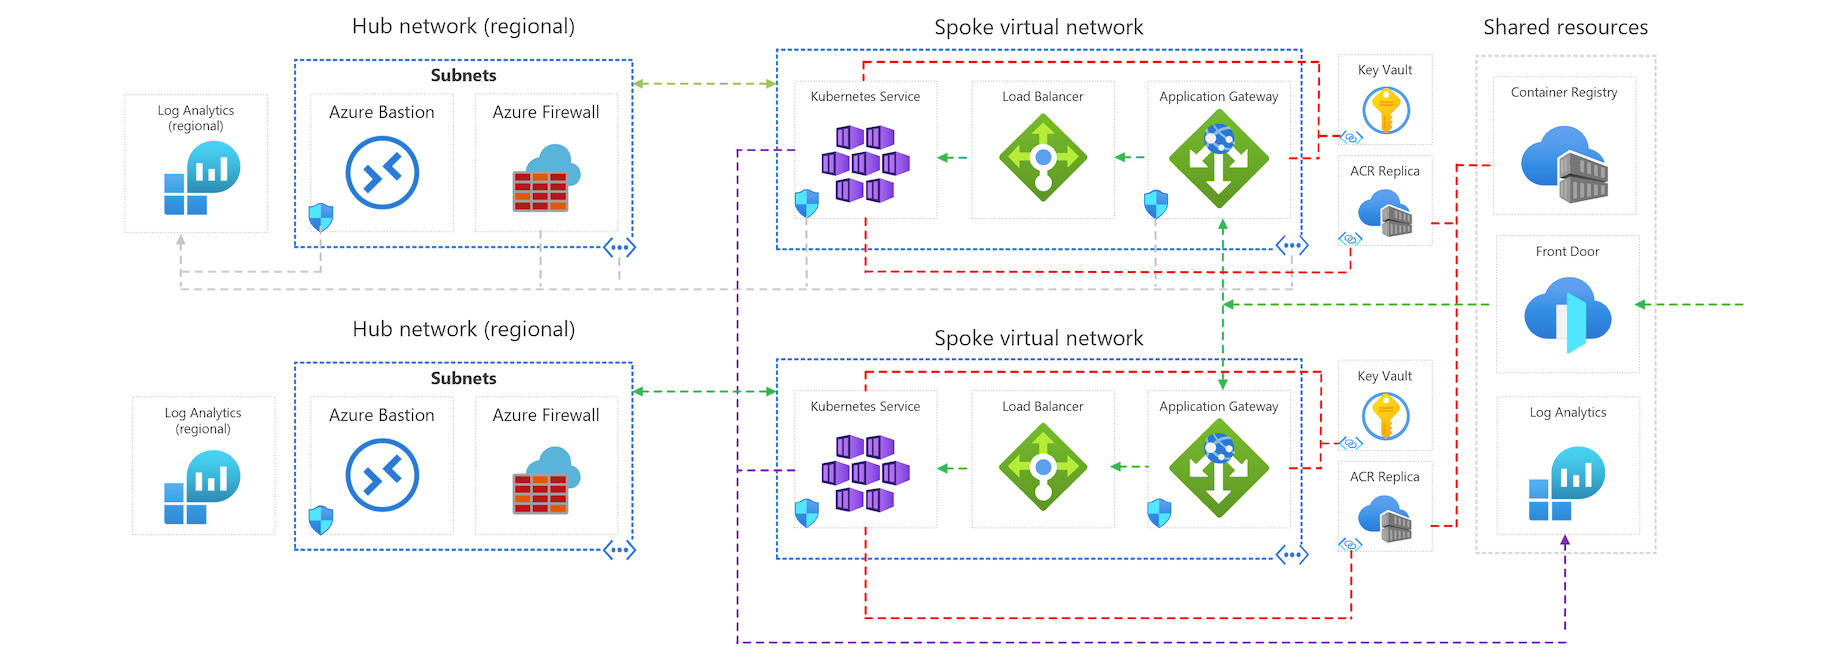 Hub network (regional)
Spoke virtual network
Shared resources
Subnets
Log Analytics
(regional)
Azure Bastion
Azure Firewall
Kubernetes Service
Load Balancer
Application Gateway
Key Vault
ACR Replica
Container Registry
Front Door
Hub network (regional)
Spoke virtual network
Subnets
Log Analytics
(regional)
Azure Bastion
Azure Firewall
Kubernetes Service
Load Balancer
Application Gateway
Key Vault
ACR Replica
Log Analytics